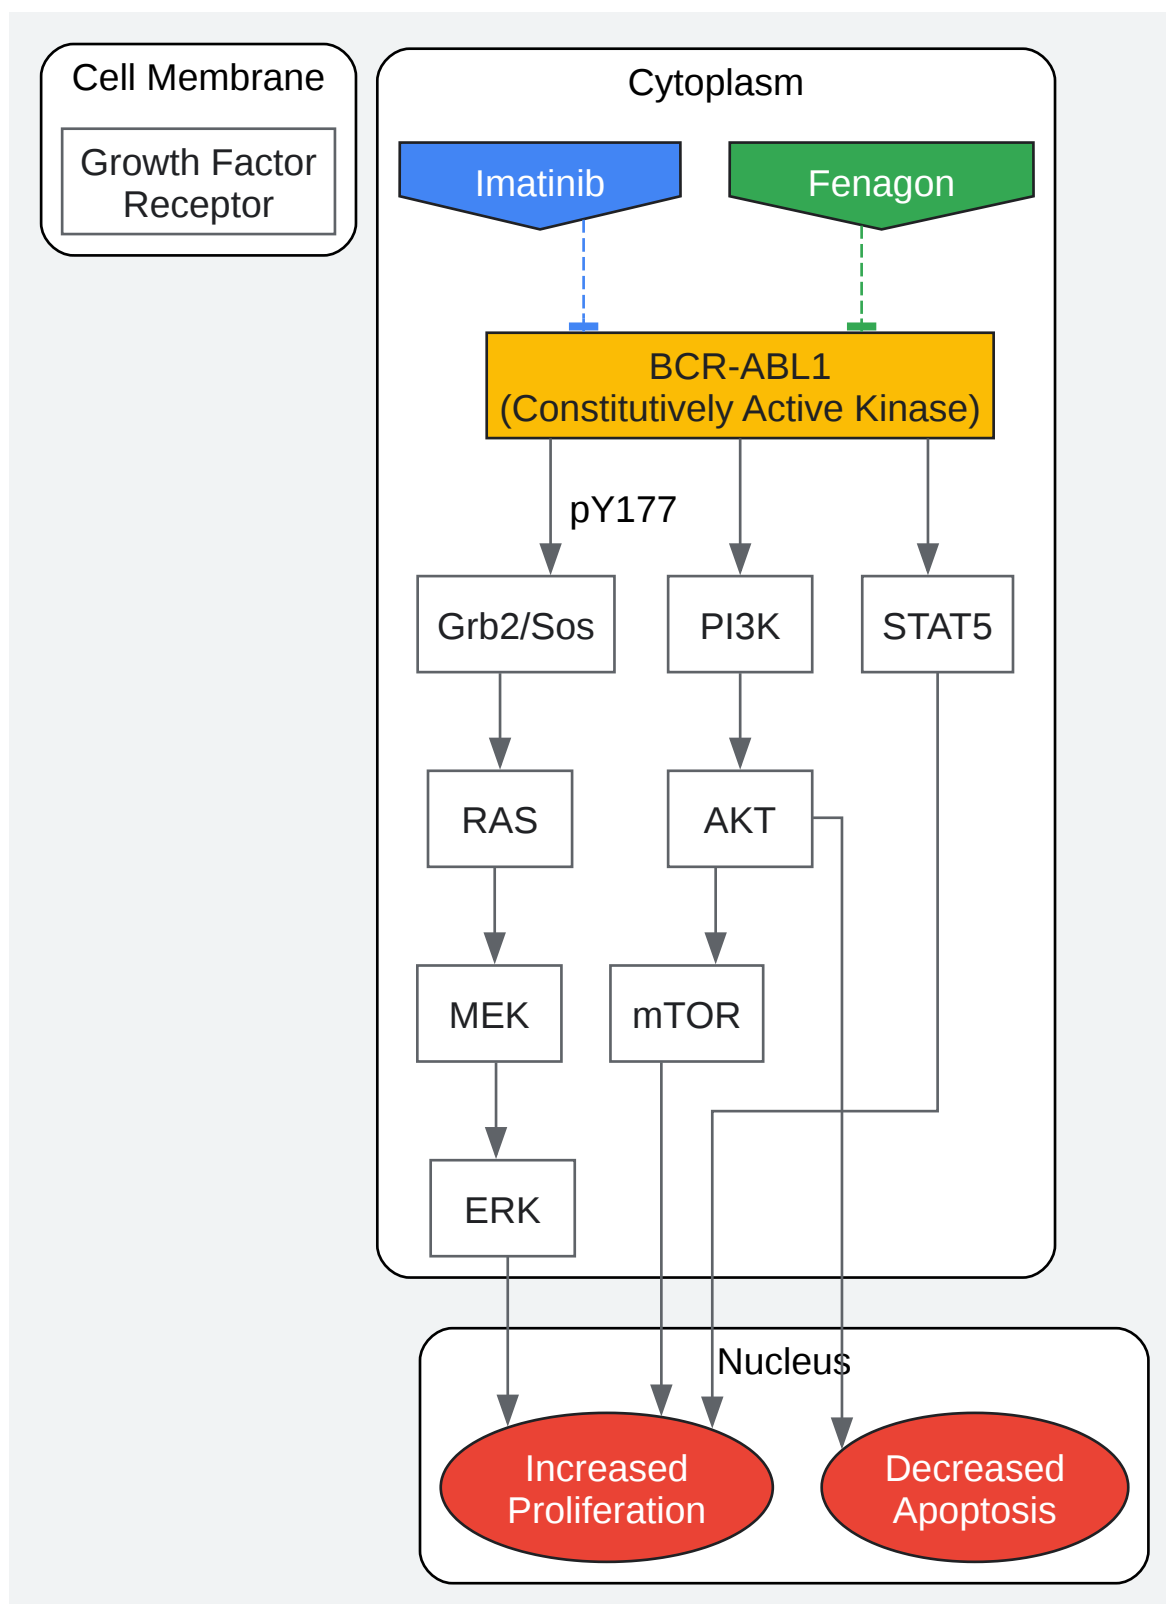 Cell Membrane
Growth Factor
Receptor
Cytoplasm
Imatinib
Fenagon
BCR-ABL1
(Constitutively Active Kinase)
pY177
Grb2/Sos
PI3K
STAT5
RAS
AKT
MEK
mTOR
ERK
Nucleus
Increased
Proliferation
Decreased
Apoptosis